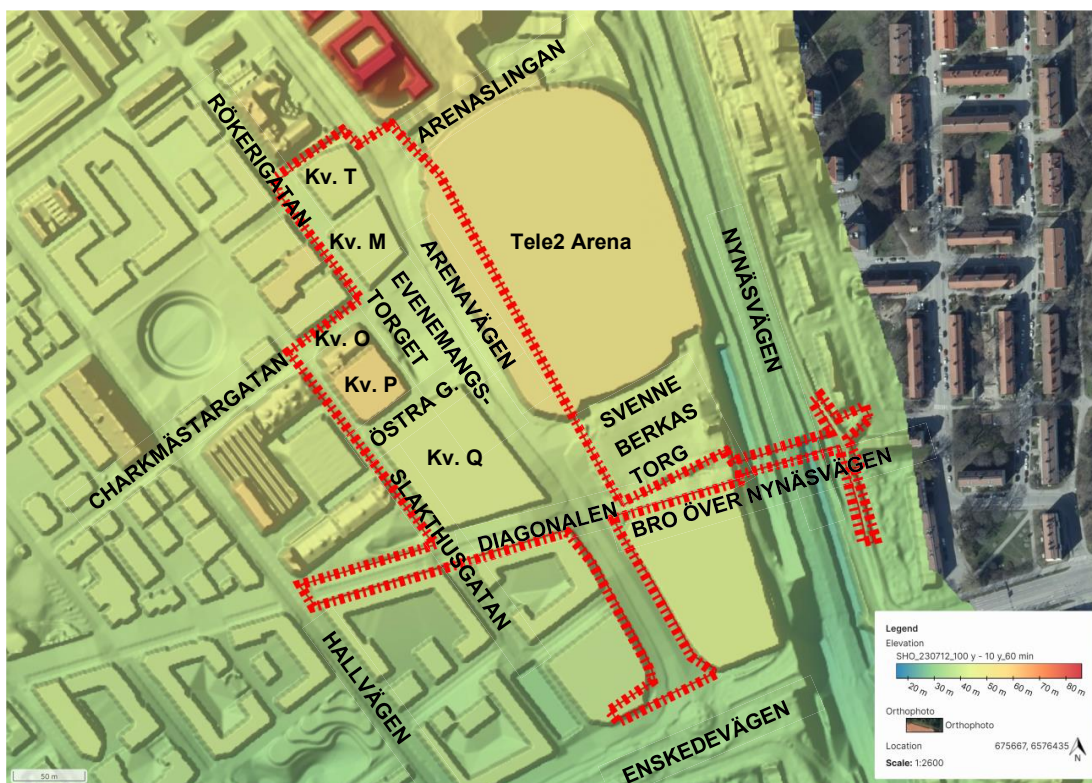 ARENASLINGAN
RÖKERIGATAN
Kv. T
Kv. M
Tele2 Arena
NYNÄSVÄGEN
ARENAVÄGEN
EVENEMANGS-
TORGET
Kv. O
Kv. P
CHARKMÄSTARGATAN
ÖSTRA G.
SVENNE
BERKAS
TORG
Kv. Q
SLAKTHUSGATAN
DIAGONALEN
BRO ÖVER NYNÄSVÄGEN
HALLVÄGEN
ENSKEDEVÄGEN
50 m
Legend
Elevation
SHO_230712_100 y - 10 y_60 min
20 m 30 m 40 m 50 m 60 m 70 m 80 m
Orthophoto
Orthophoto
Location 675667, 6576435
Scale: 1:2600
N